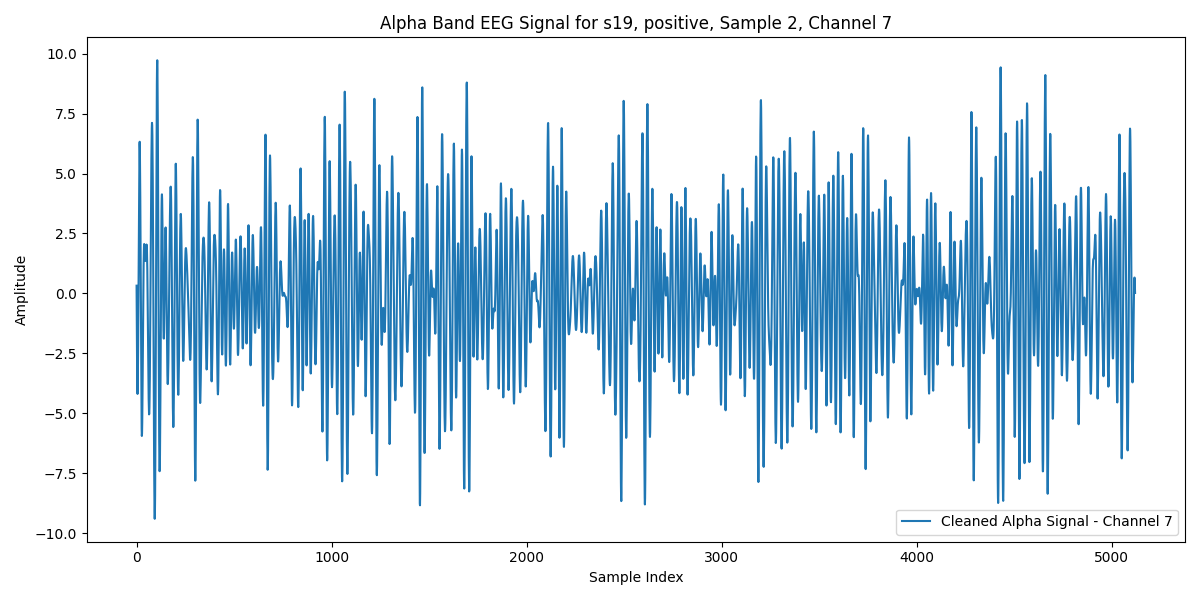 Alpha Band EEG Signal for s19, positive, Sample 2, Channel 7
10.0
7.5
5.0
2.5
0.0
−2.5
−5.0
−7.5
−10.0
Amplitude
Cleaned Alpha Signal - Channel 7
0 1000 2000 3000 4000 5000
Sample Index